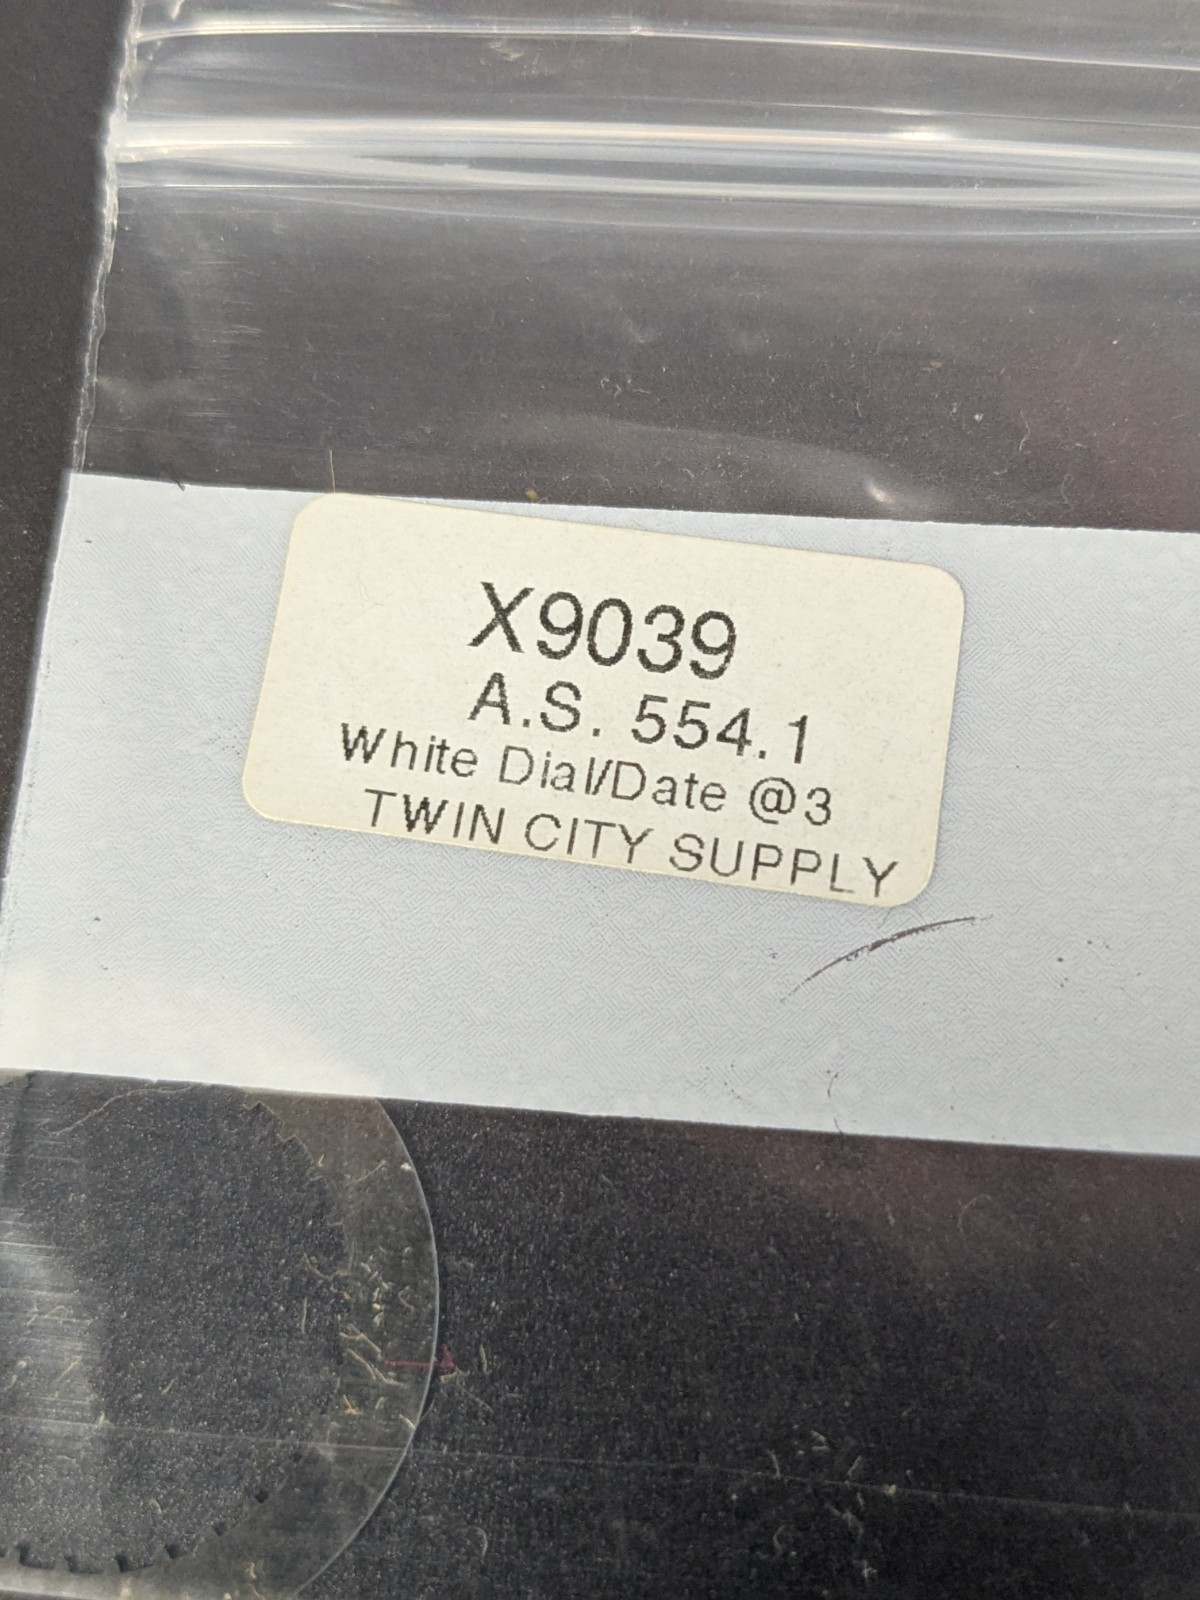 X9039
A.S. 554.1
White Dial/Date @3
TWIN CITY SUPPLY